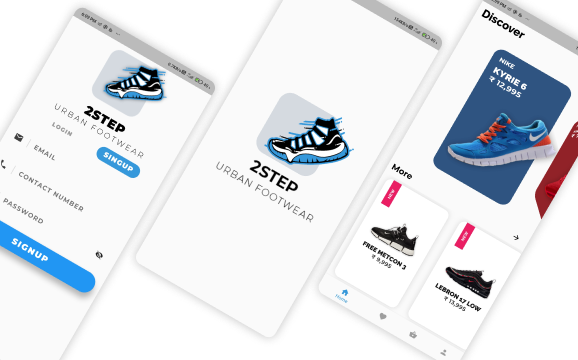 2STEP
URBAN FOOTWEAR
LOGIN
SINGUP
EMAIL
CONTACT NUMBER
PASSWORD
SIGNUP
2STEP
URBAN FOOTWEAR
Discover
NIKE
KYRIE 6
₹ 12,995
More
NEW
FREE METCON 3
₹ 9,995
NEW
LEBRON 17 LOW
₹ 13,995
Home